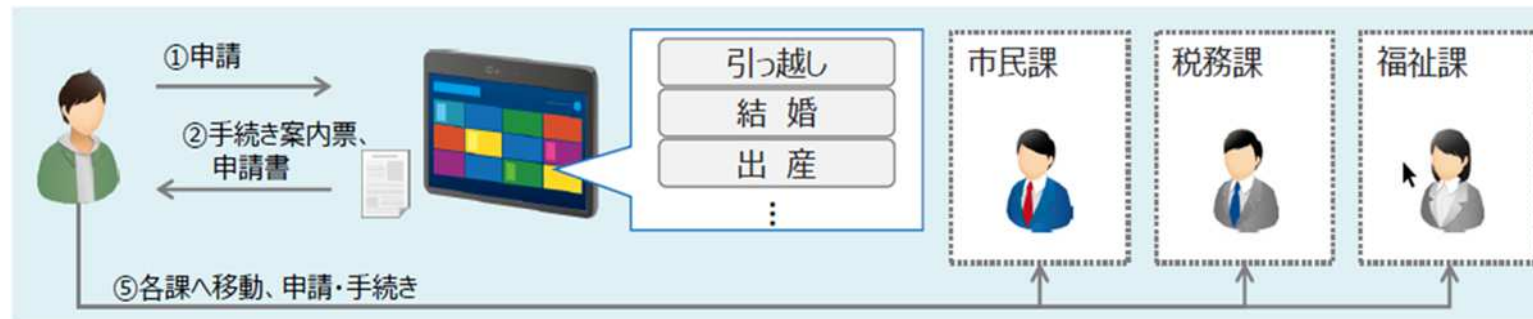 ①申請
②手続き案内票、
申請書
引っ越し
結 婚
出 産
⋮
市民課
税務課
福祉課
⑤各課へ移動、申請・手続き